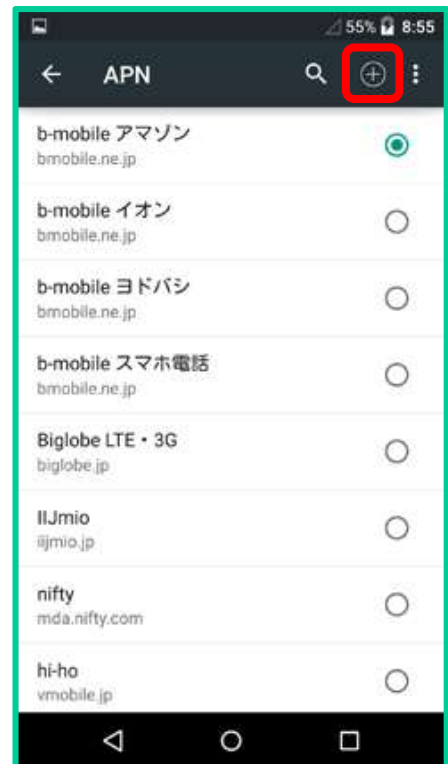 55% 8:55
APN
b-mobile アマゾン
bmobile.ne.jp
b-mobile イオン
bmobile.ne.jp
b-mobile ヨドバシ
bmobile.ne.jp
b-mobile スマホ電話
bmobile.ne.jp
Biglobe LTE・3G
biglobe.jp
IIJmio
iijmio.jp
nifty
mda.nifty.com
hi-ho
vmobile.jp